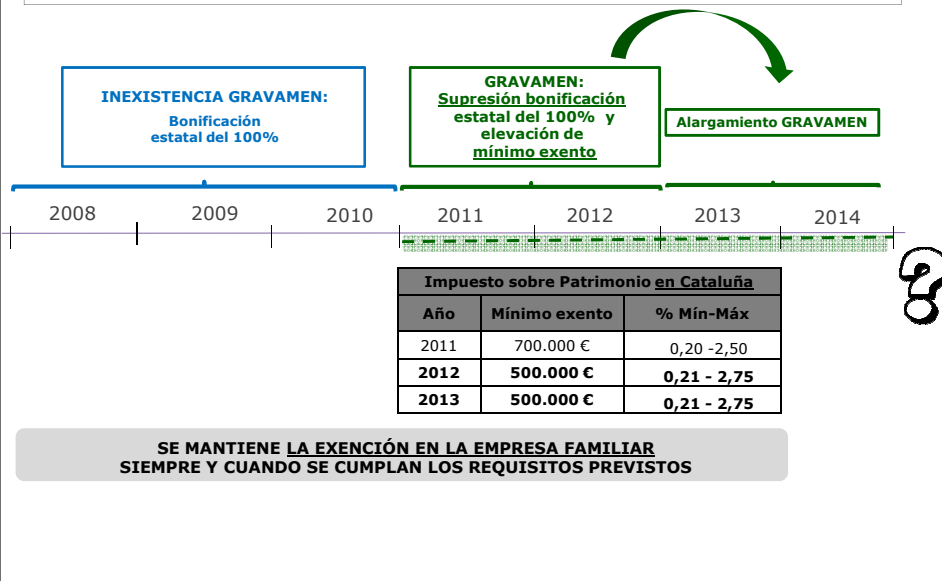 INEXISTENCIA GRAVAMEN:
Bonificación
estatal del 100%
GRAVAMEN:
Supresión bonificación
estatal del 100% y
elevación de
mínimo exento
Alargamiento GRAVAMEN
2008 2009 2010 2011 2012 2013 2014
?
Impuesto sobre Patrimonio en Cataluña
Año Mínimo exento % Mín-Máx
2011 700.000 € 0,20 -2,50
2012 500.000 € 0,21 - 2,75
2013 500.000 € 0,21 - 2,75
SE MANTIENE LA EXENCIÓN EN LA EMPRESA FAMILIAR
SIEMPRE Y CUANDO SE CUMPLAN LOS REQUISITOS PREVISTOS